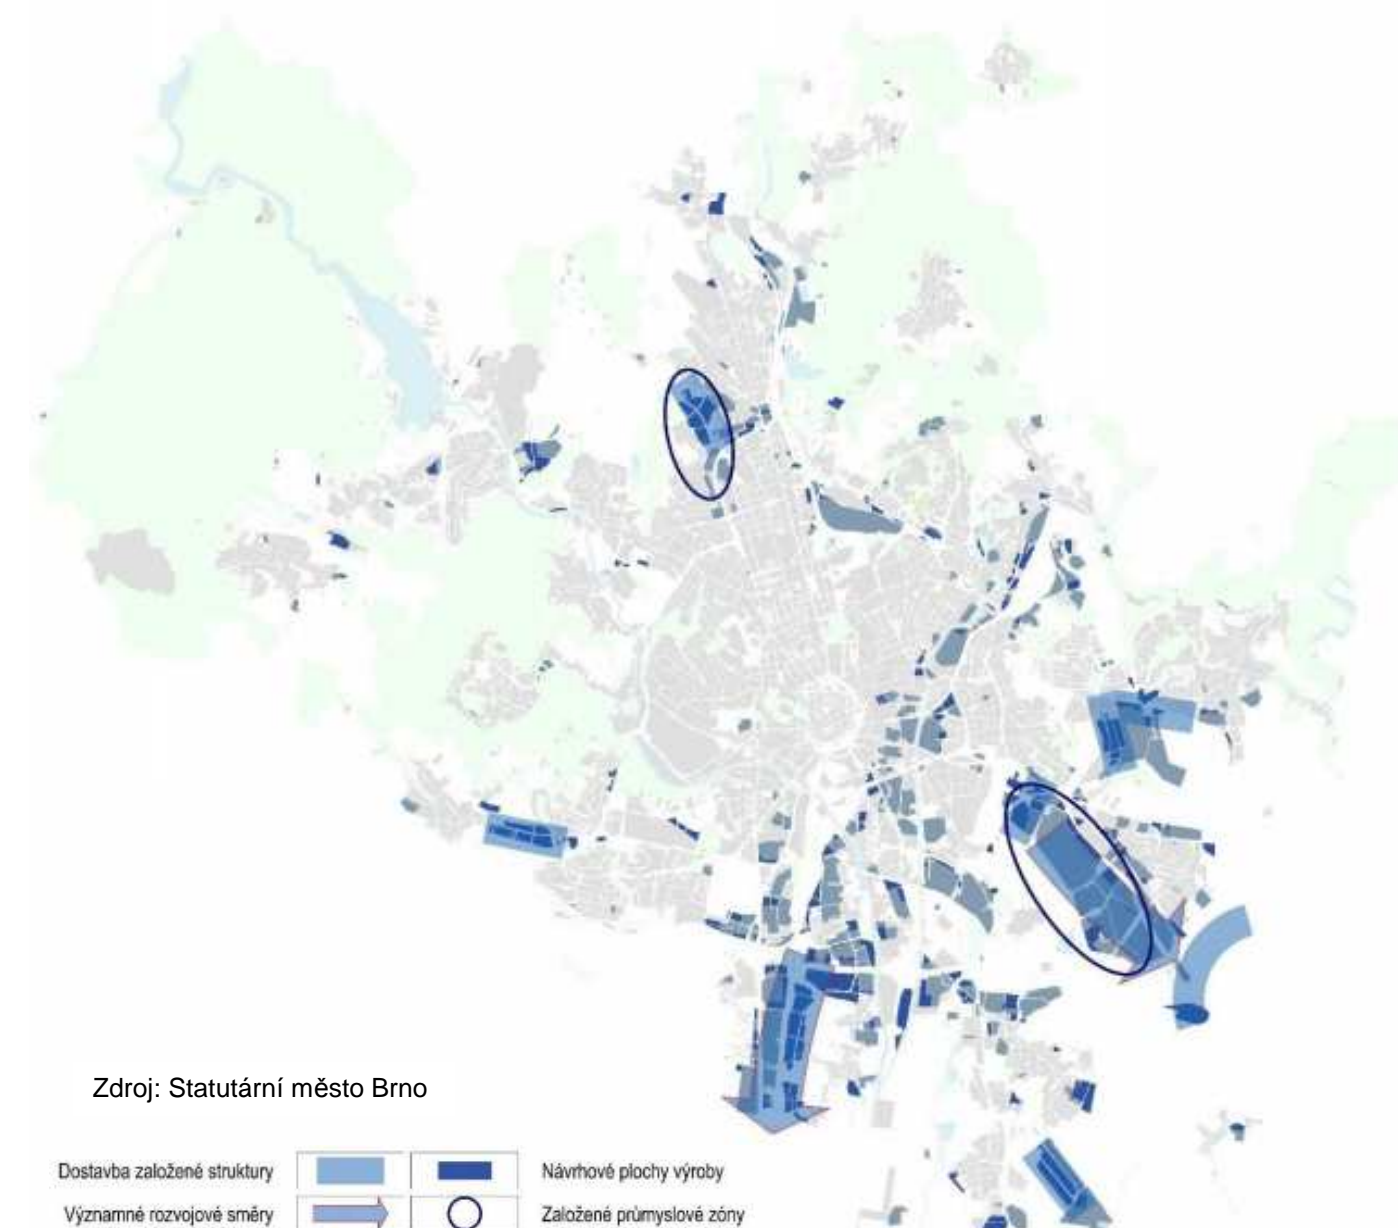 Zdroj: Statutární město Brno
Dostavba založené struktury
Návrhové plochy výroby
Významné rozvojové směry
Založené průmyslové zóny